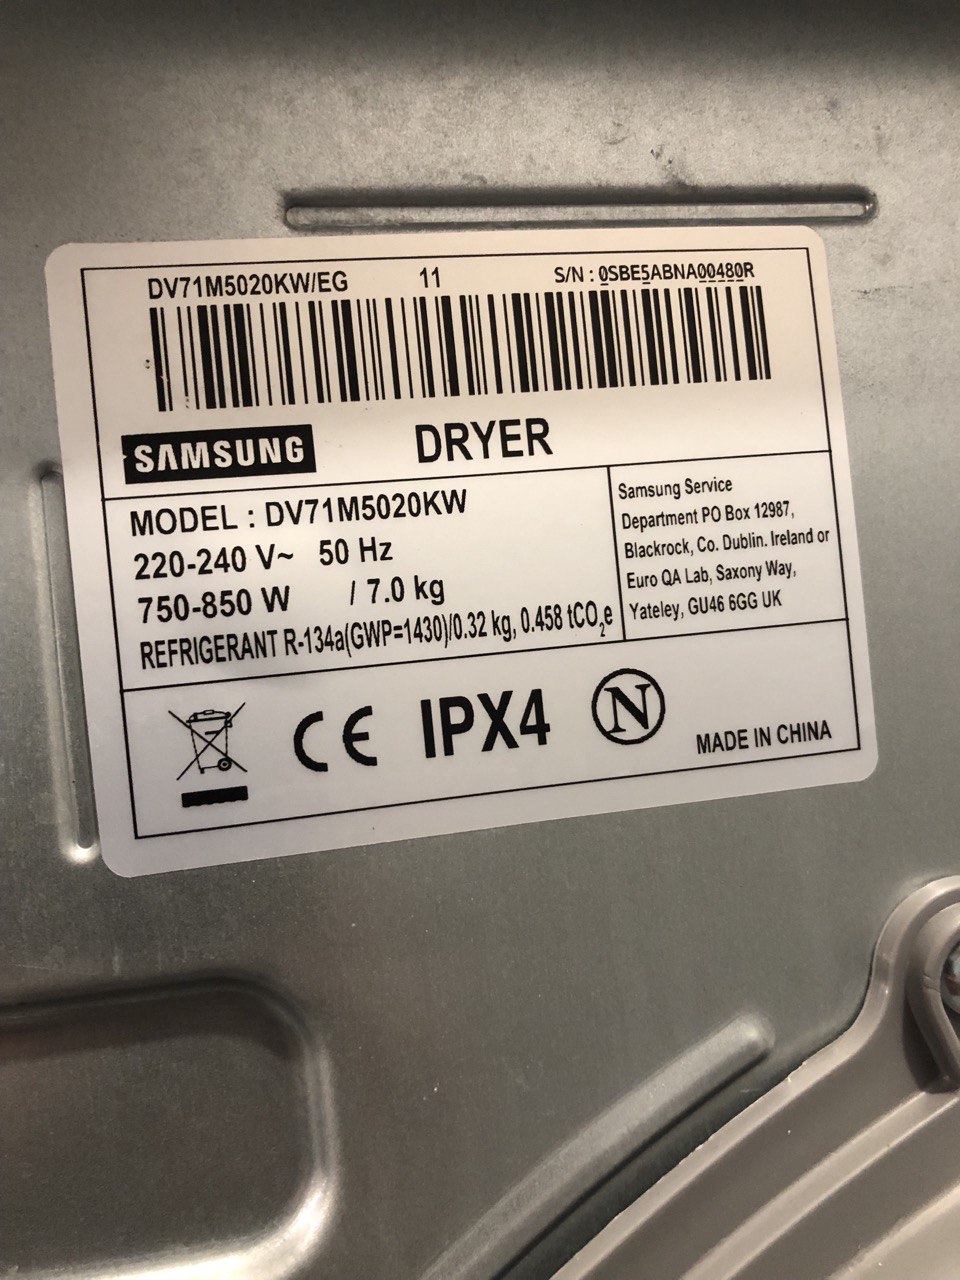 DV71M5020KW/EG 11 S/N : 0SBE5ABNA00480R
SAMSUNG DRYER
MODEL : DV71M5020KW
220-240 V~ 50 Hz
750-850 W / 7.0 kg
REFRIGERANT R-134a(GWP=1430)/0.32 kg, 0.458 tCO₂e
Samsung Service
Department PO Box 12987,
Blackrock, Co. Dublin. Ireland or
Euro QA Lab, Saxony Way,
Yateley, GU46 6GG UK
CE IPX4 N
MADE IN CHINA